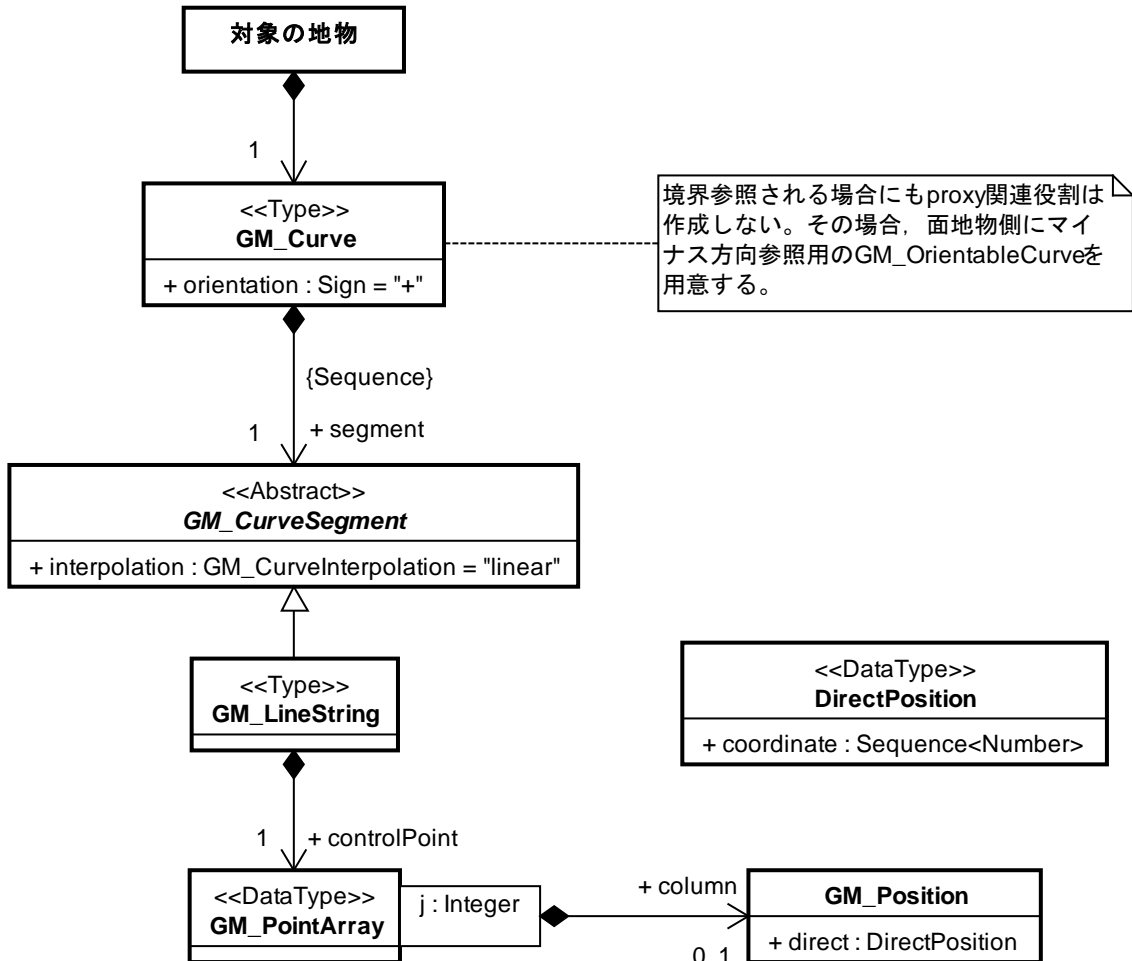 対象の地物
1
<<Type>>
GM_Curve
+ orientation : Sign = "+"
境界参照される場合にもproxy関連役割は
作成しない。その場合，面地物側にマイ
ナス方向参照用のGM_OrientableCurveを
用意する。
{Sequence}
1
+ segment
<<Abstract>>
GM_CurveSegment
+ interpolation : GM_CurveInterpolation = "linear"
<<Type>>
GM_LineString
<<DataType>>
DirectPosition
+ coordinate : Sequence<Number>
1
+ controlPoint
<<DataType>>
GM_PointArray
j : Integer
+ column
0..1
GM_Position
+ direct : DirectPosition